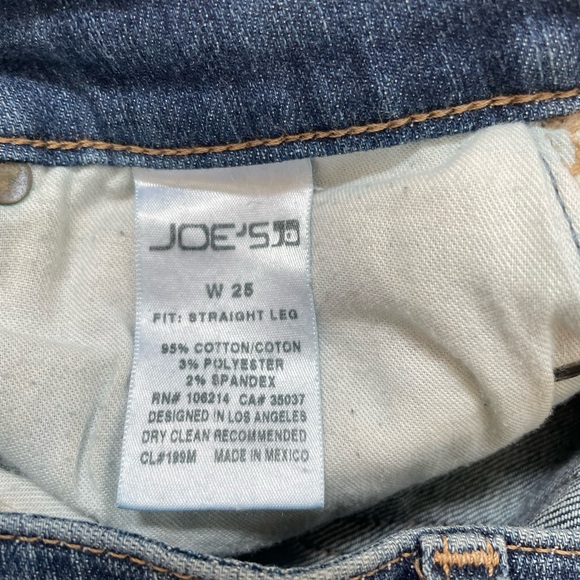 JOE'S
W 25
FIT: STRAIGHT LEG
95% COTTON/COTON
3% POLYESTER
2% SPANDEX
RN# 106214 CA# 35037
DESIGNED IN LOS ANGELES
DRY CLEAN RECOMMENDED
CL#199M MADE IN MEXICO